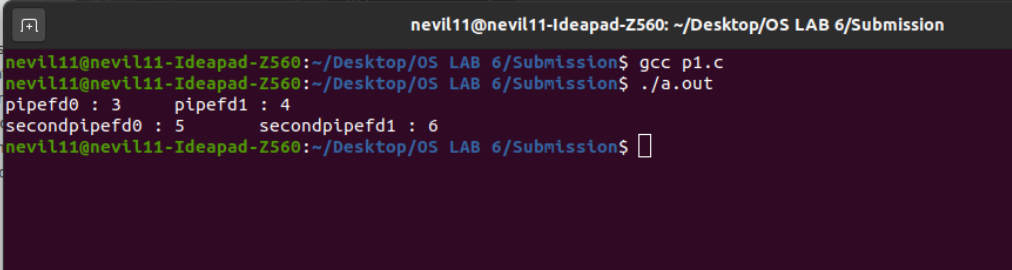 nevil11@nevil11-Ideapad-Z560: ~/Desktop/OS LAB 6/Submission
nevil11@nevil11-Ideapad-Z560:~/Desktop/OS LAB 6/Submission$ gcc p1.c
nevil11@nevil11-Ideapad-Z560:~/Desktop/OS LAB 6/Submission$ ./a.out
pipefd0 : 3     pipefd1 : 4
secondpipefd0 : 5       secondpipefd1 : 6
nevil11@nevil11-Ideapad-Z560:~/Desktop/OS LAB 6/Submission$